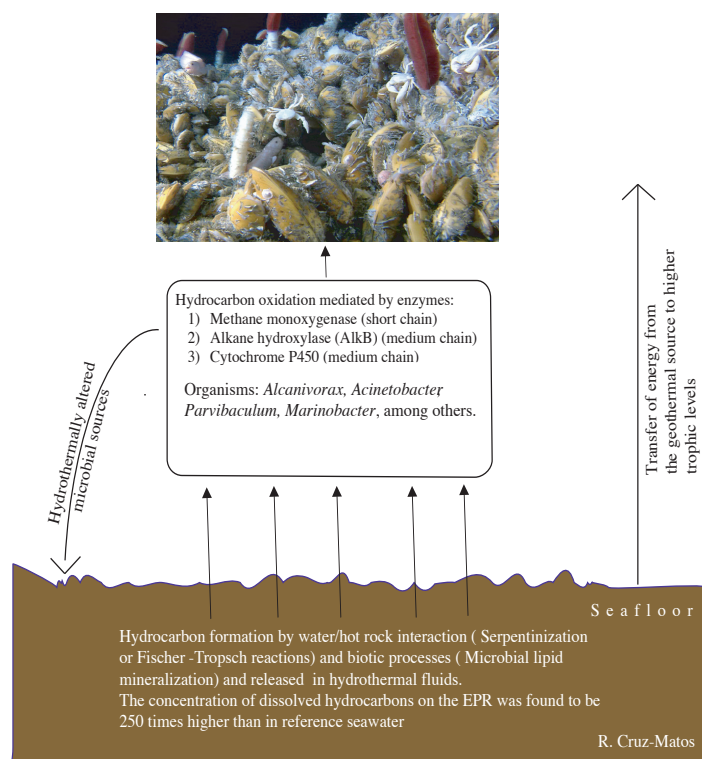 Hydrocarbon oxidation mediated by enzymes:
1) Methane monoxygenase (short chain)
2) Alkane hydroxylase (AlkB) (medium chain)
3) Cytochrome P450 (medium chain)
Organisms: Alcanivorax, Acinetobacter,
Parvibaculum, Marinobacter, among others.
Hydrothermally altered
microbial sources
Transfer of energy from
the geothermal source to higher
trophic levels
Seafloor
Hydrocarbon formation by water/hot rock interaction ( Serpentinization
or Fischer -Tropsch reactions) and biotic processes ( Microbial lipid
mineralization) and released in hydrothermal fluids.
The concentration of dissolved hydrocarbons on the EPR was found to be
250 times higher than in reference seawater
R. Cruz-Matos